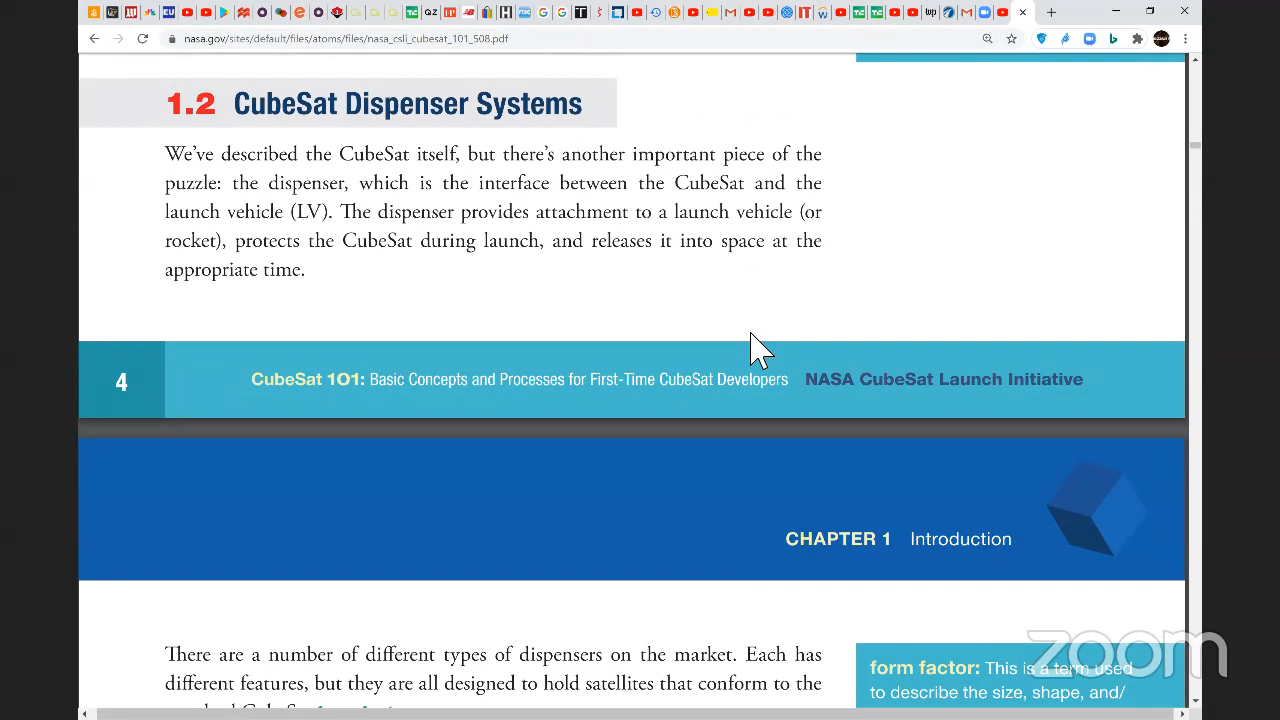 nasa.gov/sites/default/files/atoms/files/nasa_csli_cubesat_101_508.pdf
1.2 CubeSat Dispenser Systems
We've described the CubeSat itself, but there's another important piece of the
puzzle: the dispenser, which is the interface between the CubeSat and the
launch vehicle (LV). The dispenser provides attachment to a launch vehicle (or
rocket), protects the CubeSat during launch, and releases it into space at the
appropriate time.
4 CubeSat 101: Basic Concepts and Processes for First-Time CubeSat Developers NASA CubeSat Launch Initiative
CHAPTER 1 Introduction
There are a number of different types of dispensers on the market. Each has
different features, but they are all designed to hold satellites that conform to the
form factor: This is a term used
to describe the size, shape, and/
zoom